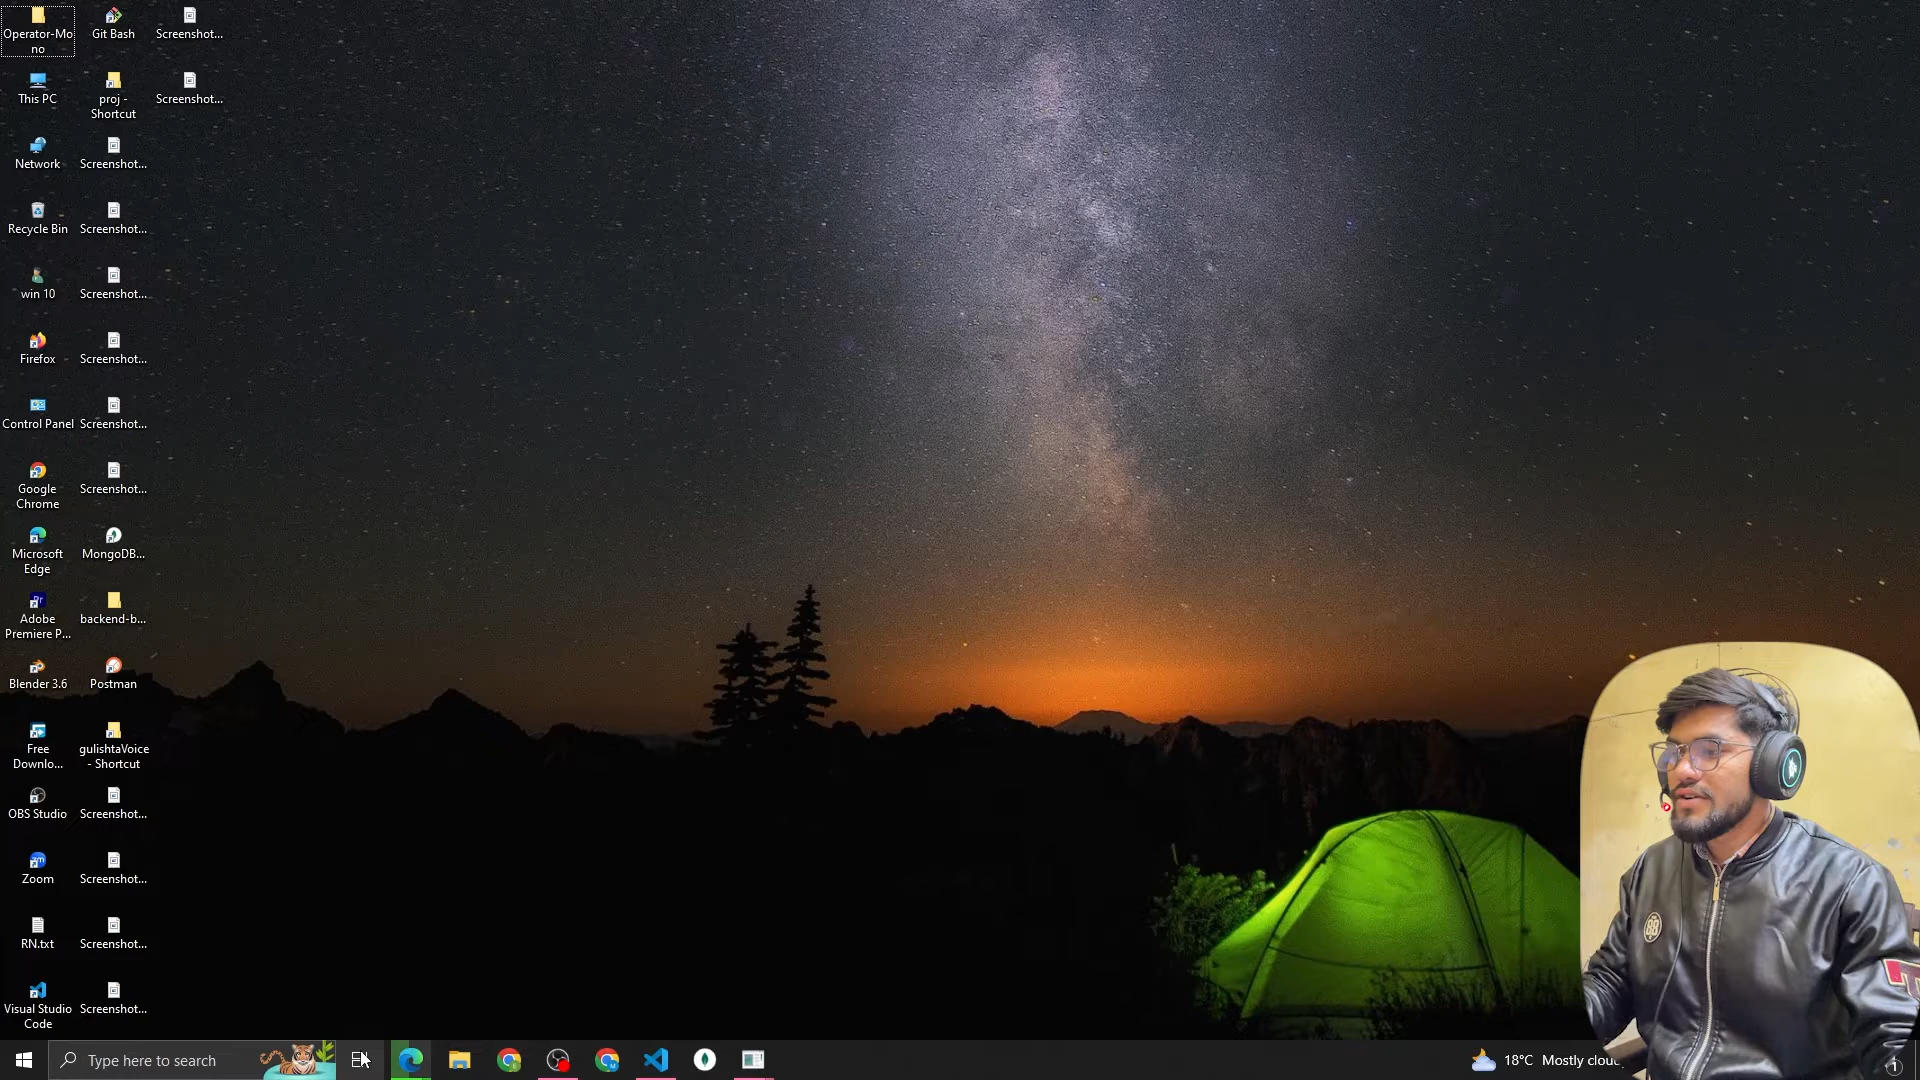 Operator-Mo
no
This PC
Network
Recycle Bin
win 10
Firefox
Control Panel
Google
Chrome
Microsoft
Edge
Adobe
Premiere P...
Blender 3.6
Free
Downlo...
OBS Studio
Zoom
RN.txt
Visual Studio
Code
Git Bash
proj -
Shortcut
Screenshot...
Screenshot...
Screenshot...
Screenshot...
Screenshot...
Screenshot...
MongoDB...
backend-b...
Postman
gulishtaVoice
- Shortcut
Screenshot...
Screenshot...
Screenshot...
Screenshot...
Screenshot...
Screenshot...
Type here to search
18°C Mostly clou
1
88